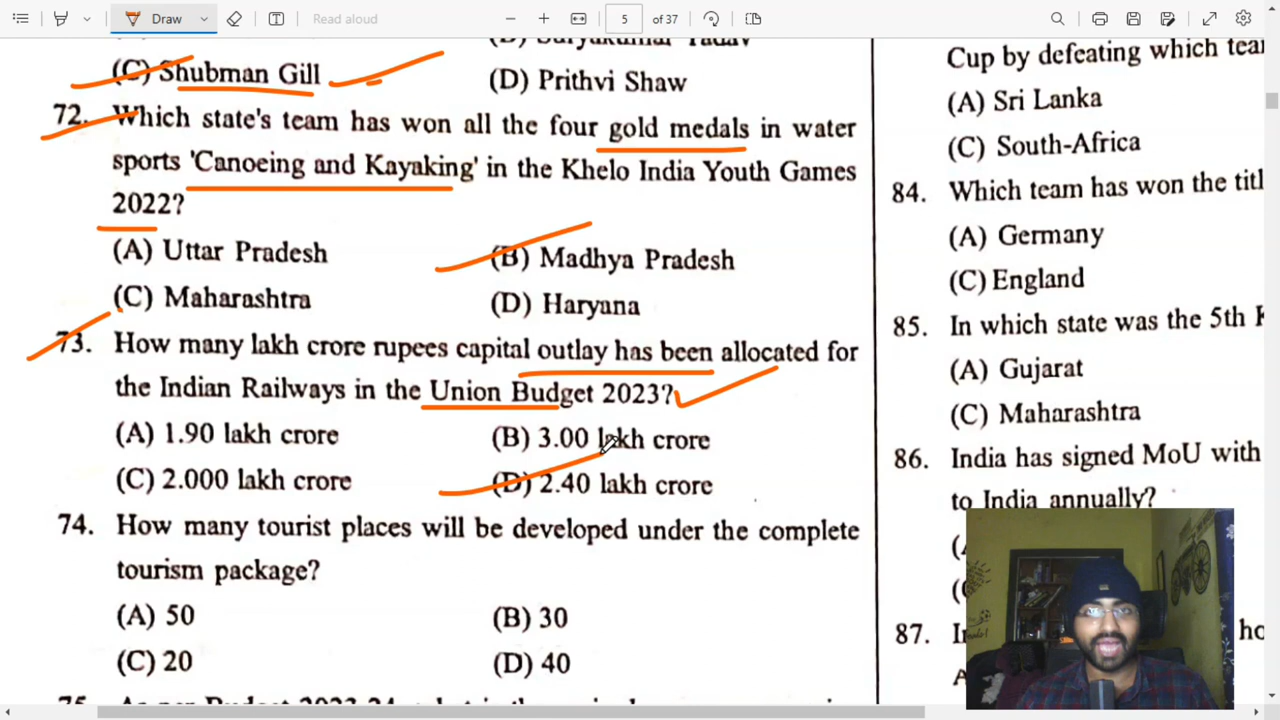 Draw
Read aloud
5 of 37
(D) Suryakumar Yadav
(C) Shubman Gill
(D) Prithvi Shaw
72. Which state's team has won all the four gold medals in water
sports 'Canoeing and Kayaking' in the Khelo India Youth Games
2022?
(A) Uttar Pradesh
(B) Madhya Pradesh
(C) Maharashtra
(D) Haryana
73. How many lakh crore rupees capital outlay has been allocated for
the Indian Railways in the Union Budget 2023?
(A) 1.90 lakh crore
(B) 3.00 lakh crore
(C) 2.000 lakh crore
(D) 2.40 lakh crore
74. How many tourist places will be developed under the complete
tourism package?
(A) 50
(B) 30
(C) 20
(D) 40
Cup by defeating which tea
(A) Sri Lanka
(C) South-Africa
84. Which team has won the titl
(A) Germany
(C) England
85. In which state was the 5th K
(A) Gujarat
(C) Maharashtra
86. India has signed MoU with
to India annually?
87.